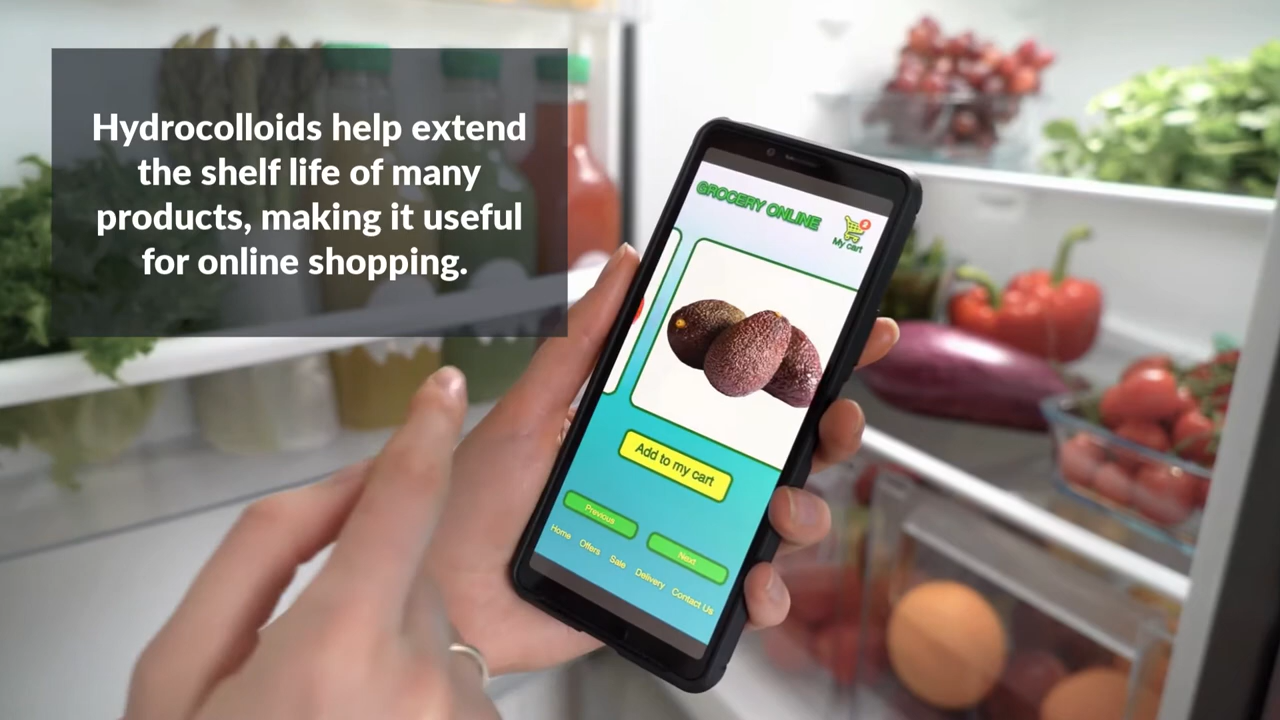 Hydrocolloids help extend
the shelf life of many
products, making it useful
for online shopping.
GROCERY ONLINE
My cart
Add to my cart
Previous
Next
Home Offers Sale Delivery Contact Us